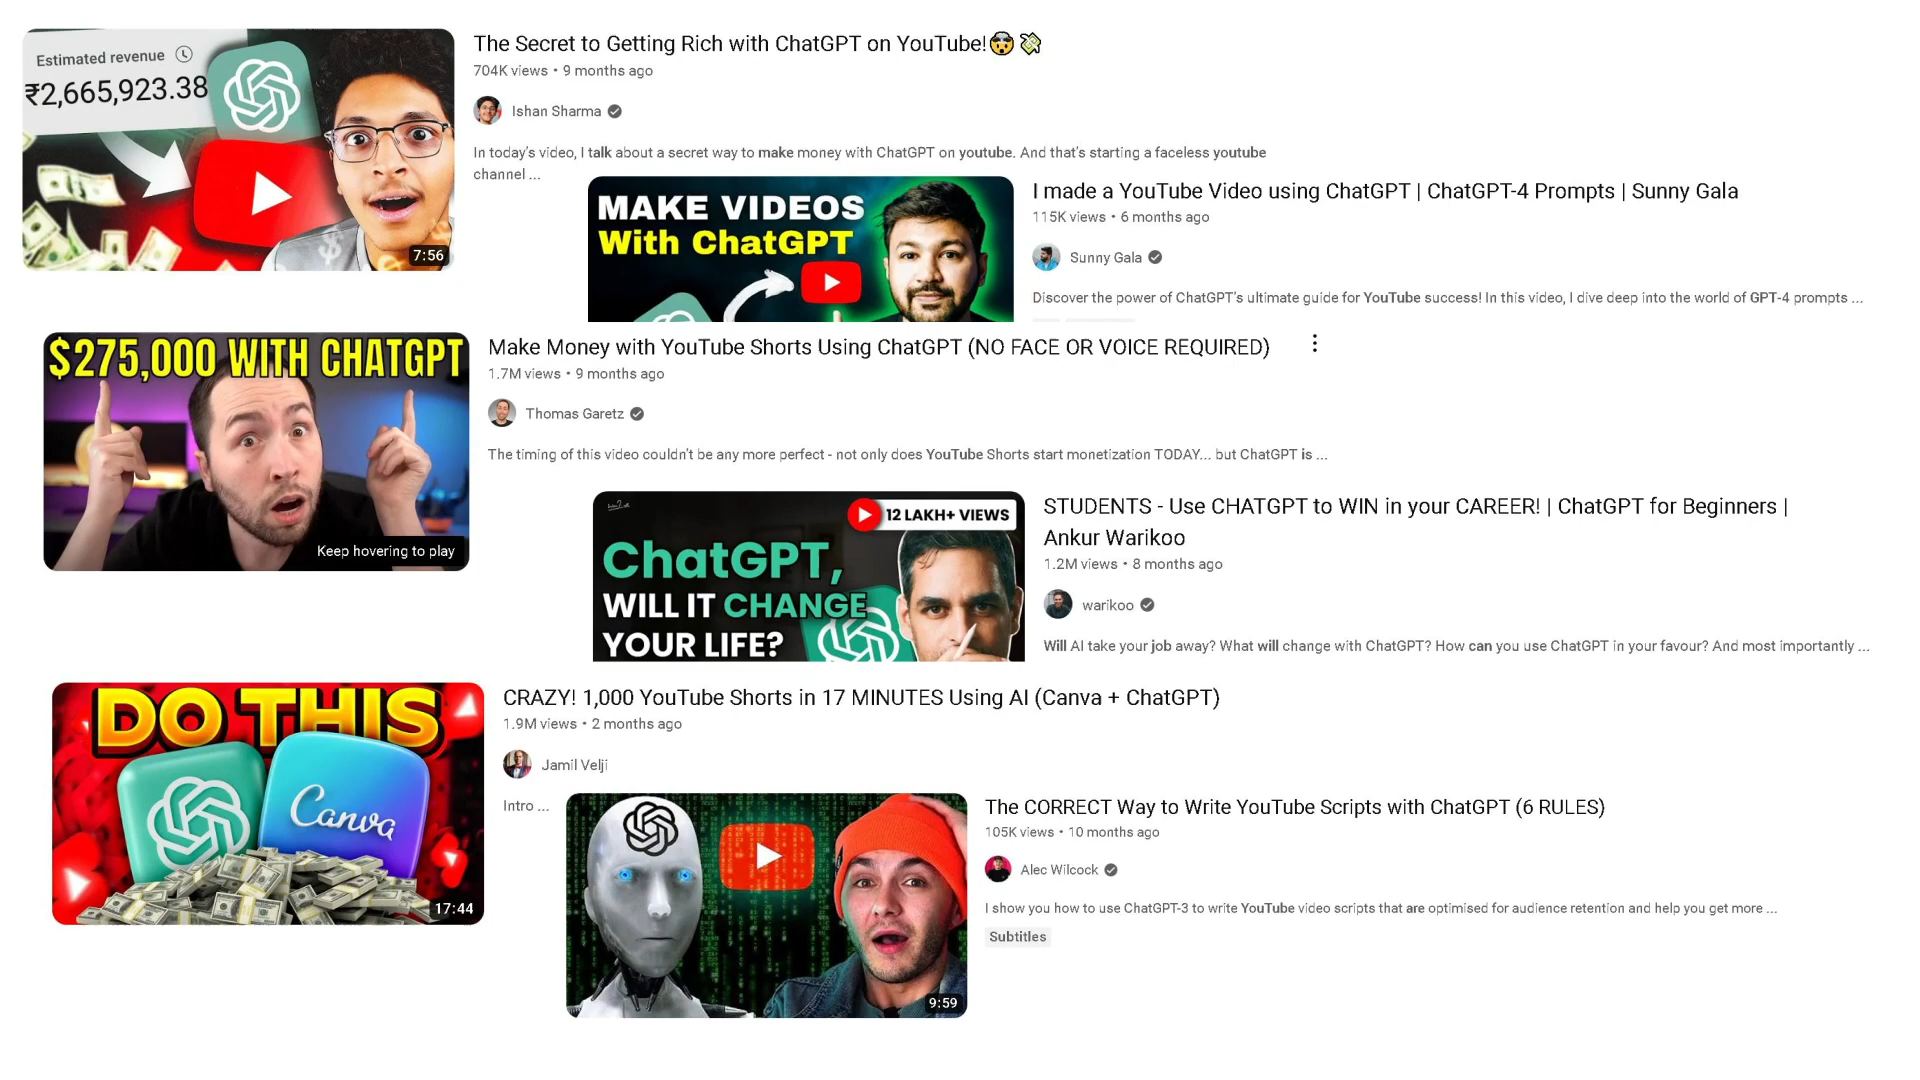 Estimated revenue
₹2,665,923.38
7:56
The Secret to Getting Rich with ChatGPT on YouTube!🤯💸
704K views • 9 months ago
Ishan Sharma
In today's video, I talk about a secret way to make money with ChatGPT on youtube. And that's starting a faceless youtube
channel ...
MAKE VIDEOS
With ChatGPT
I made a YouTube Video using ChatGPT | ChatGPT-4 Prompts | Sunny Gala
115K views • 6 months ago
Sunny Gala
Discover the power of ChatGPT's ultimate guide for YouTube success! In this video, I dive deep into the world of GPT-4 prompts ...
$275,000 WITH CHATGPT
Keep hovering to play
Make Money with YouTube Shorts Using ChatGPT (NO FACE OR VOICE REQUIRED)
1.7M views • 9 months ago
Thomas Garetz
The timing of this video couldn't be any more perfect - not only does YouTube Shorts start monetization TODAY... but ChatGPT is ...
12 LAKH+ VIEWS
ChatGPT,
WILL IT CHANGE
YOUR LIFE?
STUDENTS - Use CHATGPT to WIN in your CAREER! | ChatGPT for Beginners |
Ankur Warikoo
1.2M views • 8 months ago
warikoo
Will AI take your job away? What will change with ChatGPT? How can you use ChatGPT in your favour? And most importantly ...
DO THIS
Canva
17:44
CRAZY! 1,000 YouTube Shorts in 17 MINUTES Using AI (Canva + ChatGPT)
1.9M views • 2 months ago
Jamil Velji
Intro ...
9:59
The CORRECT Way to Write YouTube Scripts with ChatGPT (6 RULES)
105K views • 10 months ago
Alec Wilcock
I show you how to use ChatGPT-3 to write YouTube video scripts that are optimised for audience retention and help you get more ...
Subtitles